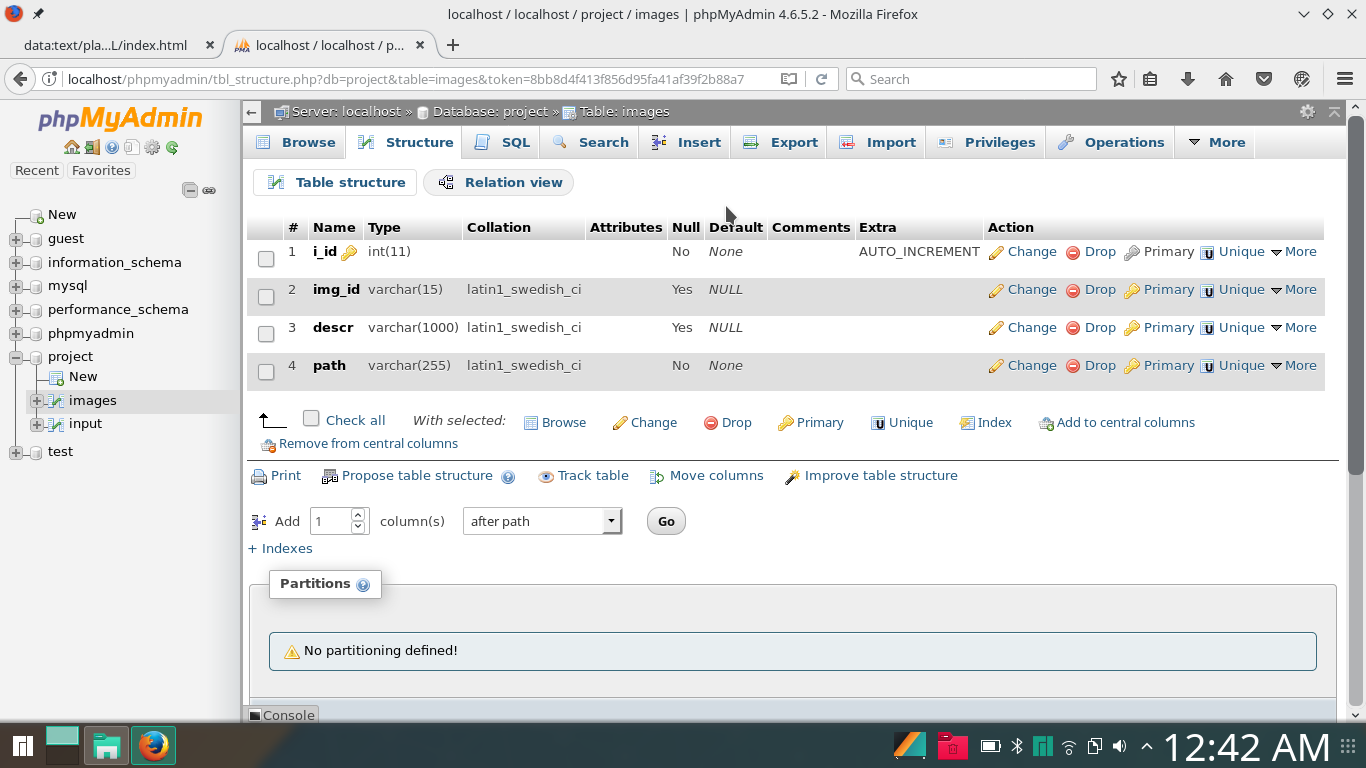 localhost / localhost / project / images | phpMyAdmin 4.6.5.2 - Mozilla Firefox
data:text/pla...L/index.html
localhost / localhost / p...
localhost/phpmyadmin/tbl_structure.php?db=project&table=images&token=8bb8d4f413f856d95fa41af39f2b88a7
Search
phpMyAdmin
Recent Favorites
New
guest
information_schema
mysql
performance_schema
phpmyadmin
project
New
images
input
test
Server: localhost » Database: project » Table: images
Browse Structure SQL Search Insert Export Import Privileges Operations More
Table structure Relation view
# Name Type Collation Attributes Null Default Comments Extra Action
1 i_id int(11) No None AUTO_INCREMENT Change Drop Primary Unique More
2 img_id varchar(15) latin1_swedish_ci Yes NULL Change Drop Primary Unique More
3 descr varchar(1000) latin1_swedish_ci Yes NULL Change Drop Primary Unique More
4 path varchar(255) latin1_swedish_ci No None Change Drop Primary Unique More
Check all With selected: Browse Change Drop Primary Unique Index Add to central columns
Remove from central columns
Print Propose table structure Track table Move columns Improve table structure
Add 1 column(s) after path Go
+ Indexes
Partitions
No partitioning defined!
Console
12:42 AM